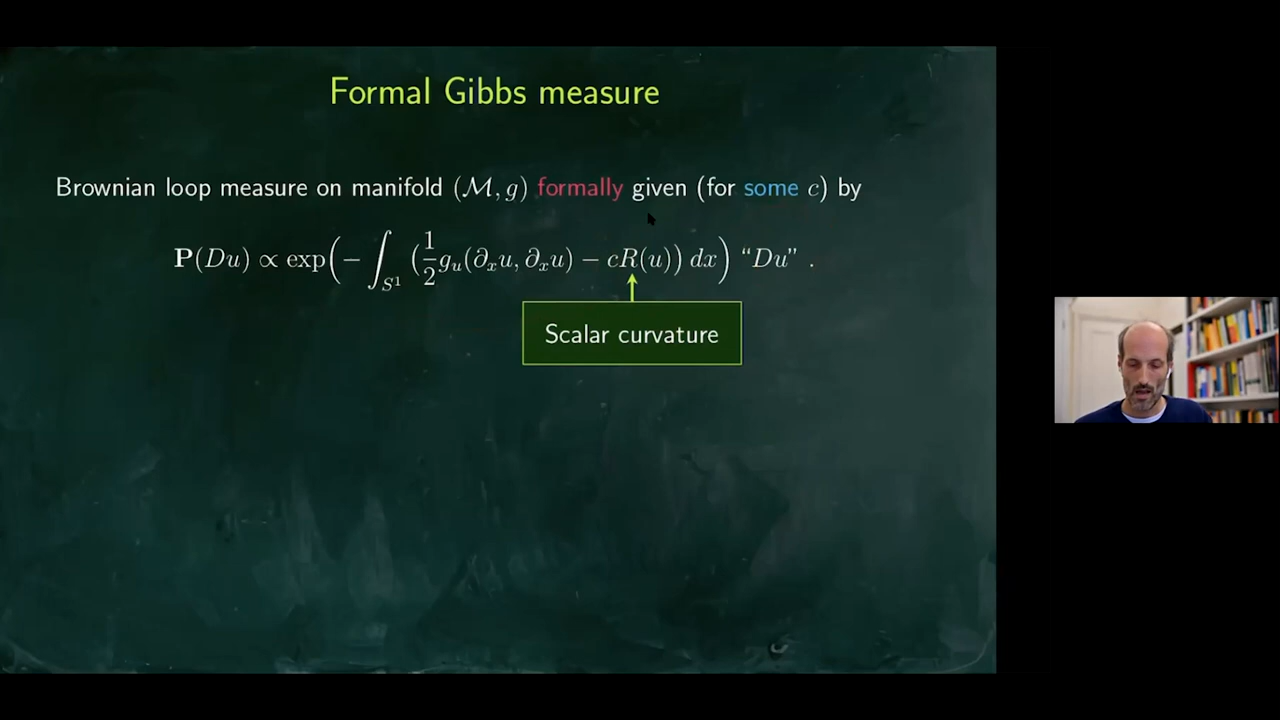 Formal Gibbs measure
Brownian loop measure on manifold (ℳ, g) formally given (for some c) by
𝐏(Du) ∝ exp(− ∫_{S¹} (½ g_u(∂_x u, ∂_x u) − cR(u)) dx) “Du” .
Scalar curvature